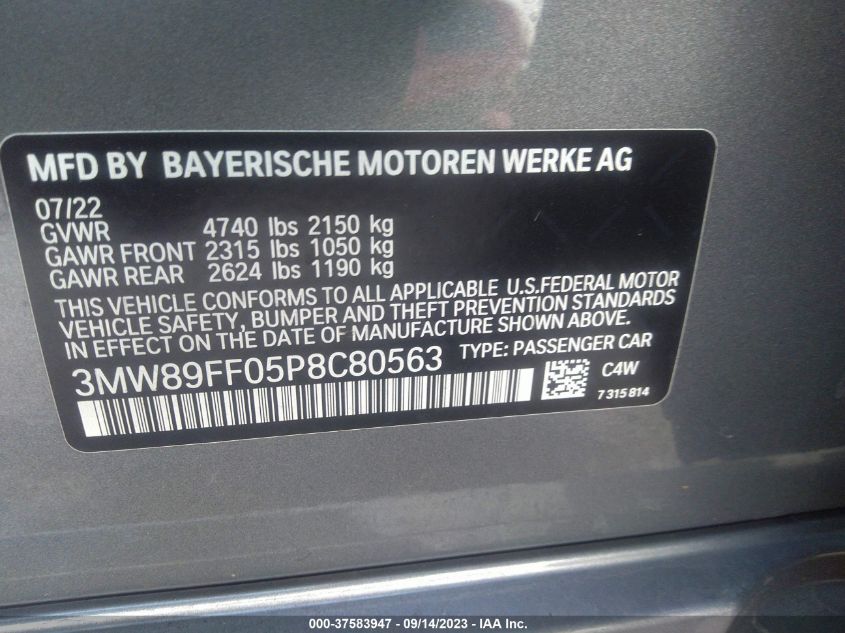 MFD BY BAYERISCHE MOTOREN WERKE AG
07/22
GVWR 4740 lbs 2150 kg
GAWR FRONT 2315 lbs 1050 kg
GAWR REAR 2624 lbs 1190 kg
THIS VEHICLE CONFORMS TO ALL APPLICABLE U.S.FEDERAL MOTOR
VEHICLE SAFETY, BUMPER AND THEFT PREVENTION STANDARDS
IN EFFECT ON THE DATE OF MANUFACTURE SHOWN ABOVE.
3MW89FF05P8C80563 TYPE: PASSENGER CAR
C4W
7 315 814
000-37583947 - 09/14/2023 - IAA Inc.